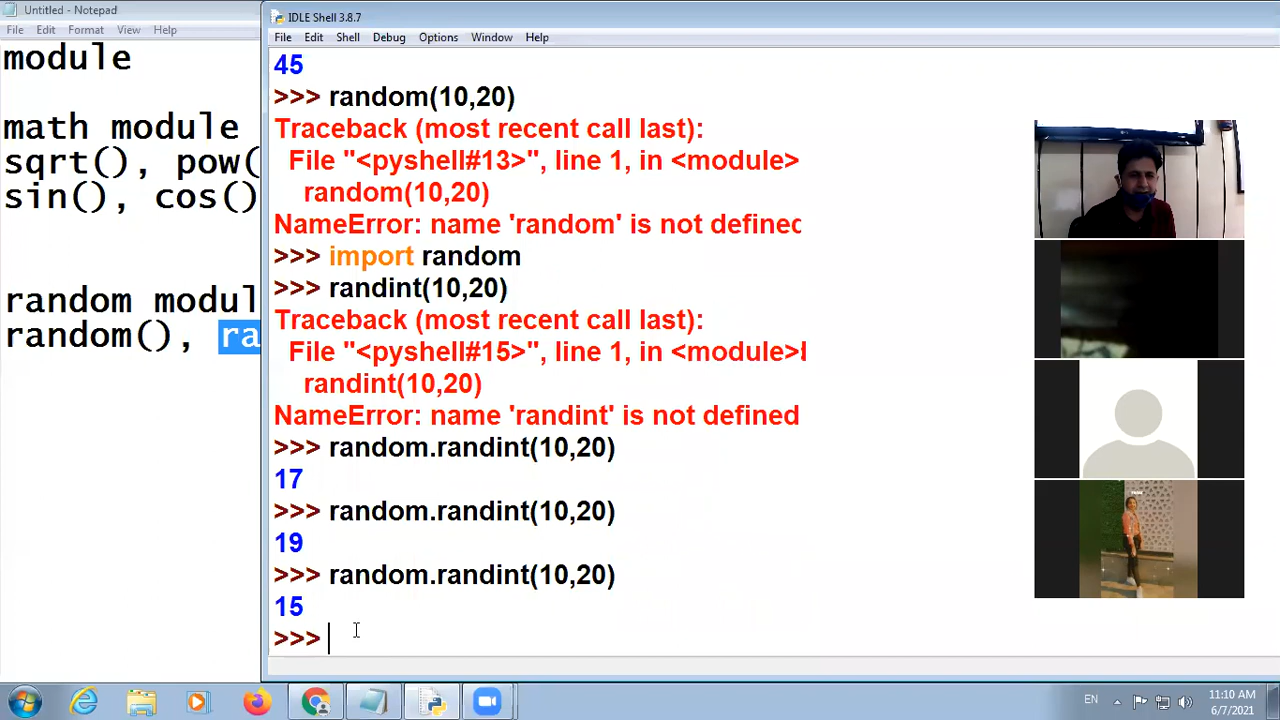 Untitled - Notepad
File Edit Format View Help
module
math module
sqrt(), pow(
sin(), cos()
random modul
random(), ra
IDLE Shell 3.8.7
File Edit Shell Debug Options Window Help
45
>>> random(10,20)
Traceback (most recent call last):
File "<pyshell#13>", line 1, in <module>
random(10,20)
NameError: name 'random' is not defined
>>> import random
>>> randint(10,20)
Traceback (most recent call last):
File "<pyshell#15>", line 1, in <module>
randint(10,20)
NameError: name 'randint' is not defined
>>> random.randint(10,20)
17
>>> random.randint(10,20)
19
>>> random.randint(10,20)
15
>>>
EN
11:10 AM
6/7/2021